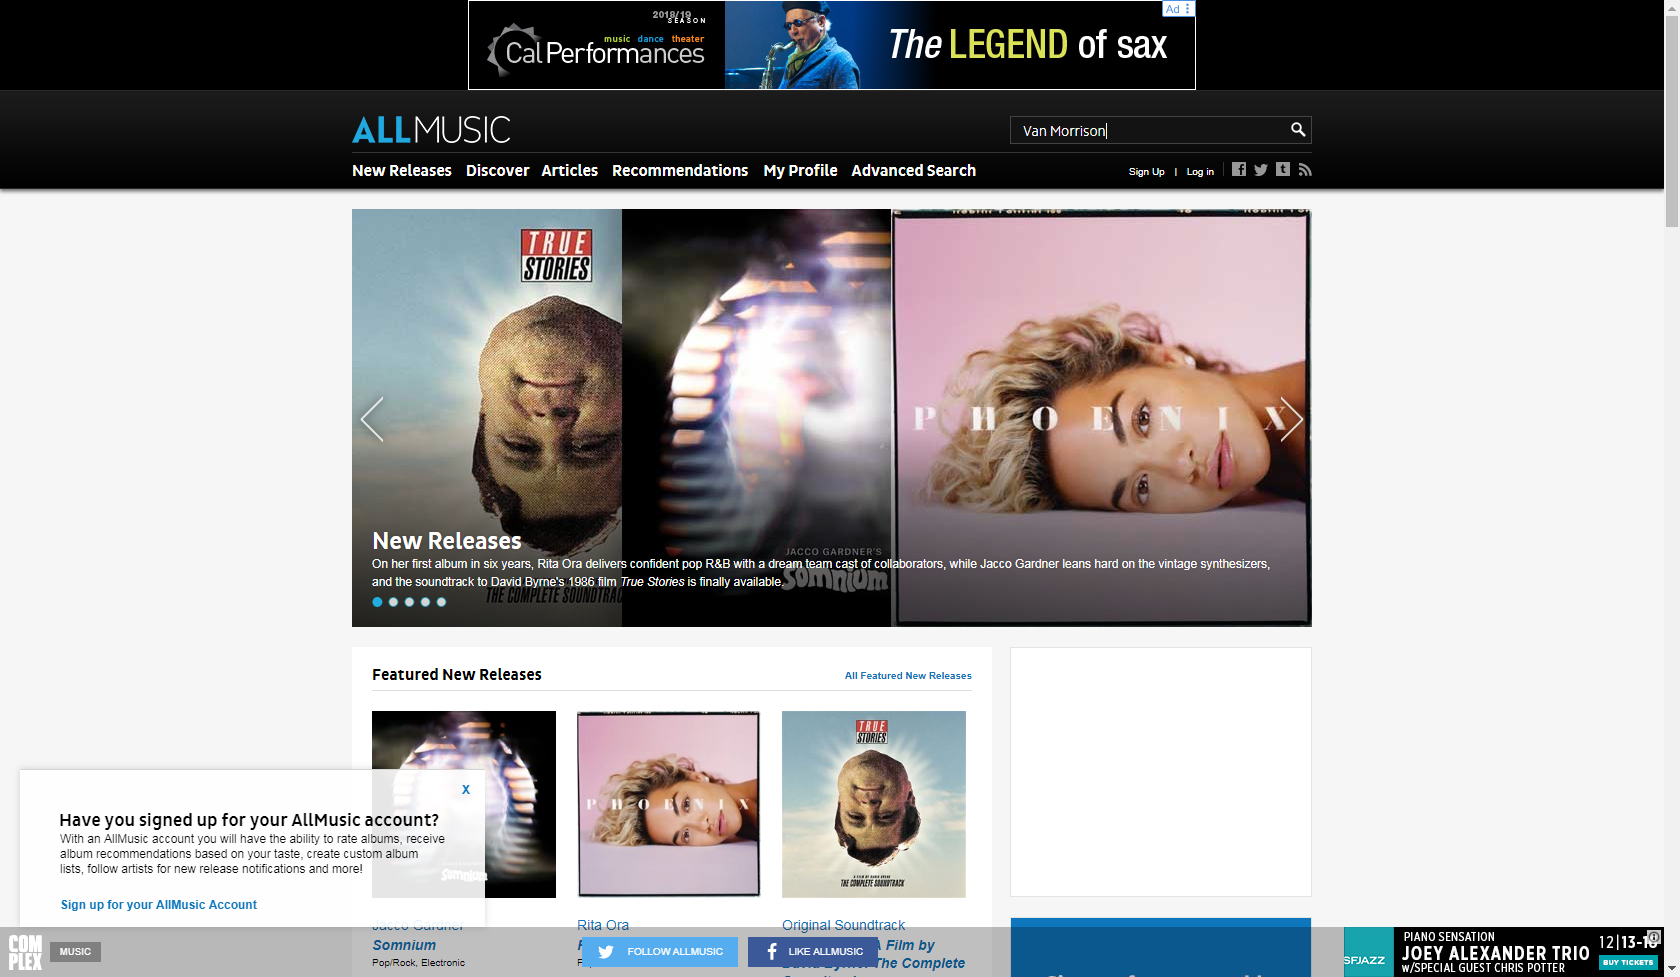 2018/19
SEASON
music dance theater
Cal Performances
The LEGEND of sax
Ad
ALLMUSIC
Van Morrison
New Releases
Discover
Articles
Recommendations
My Profile
Advanced Search
Sign Up
Log in
TRUE
STORIES
PHOENIX
JACCO GARDNER'S
Somnium
New Releases
On her first album in six years, Rita Ora delivers confident pop R&B with a dream team cast of collaborators, while Jacco Gardner leans hard on the vintage synthesizers,
and the soundtrack to David Byrne's 1986 film True Stories is finally available.
THE COMPLETE SOUNDTRAC
Featured New Releases
All Featured New Releases
PHOENIX
TRUE
STORIES
THE COMPLETE SOUNDTRACK
X
Have you signed up for your AllMusic account?
With an AllMusic account you will have the ability to rate albums, receive
album recommendations based on your taste, create custom album
lists, follow artists for new release notifications and more!
Somnium
Sign up for your AllMusic Account
Jacco Gardner
Somnium
Pop/Rock, Electronic
Rita Ora
Original Soundtrack
A Film by
The Complete
COMPLEX
MUSIC
FOLLOW ALLMUSIC
LIKE ALLMUSIC
SFJAZZ
PIANO SENSATION
JOEY ALEXANDER TRIO
w/SPECIAL GUEST CHRIS POTTER
12|13-1
BUY TICKETS